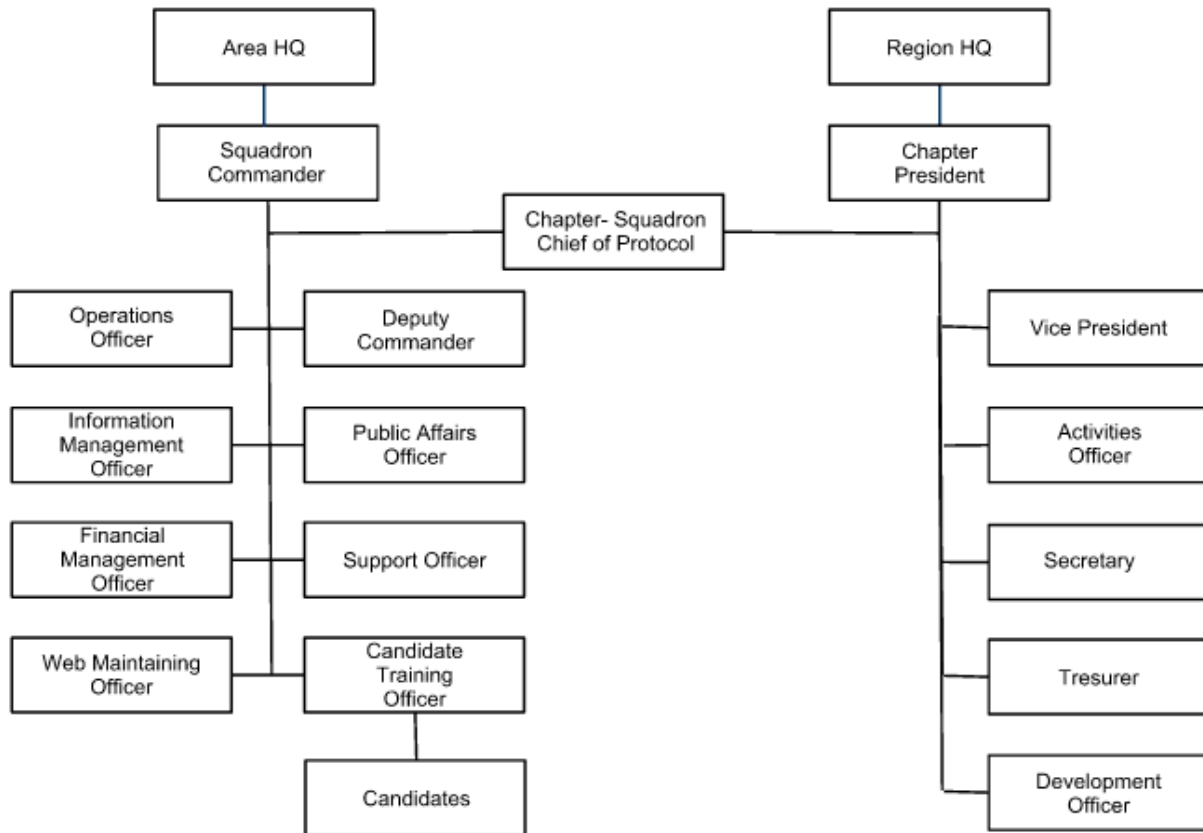 Area HQ
Region HQ
Squadron
Commander
Chapter
President
Chapter- Squadron
Chief of Protocol
Operations
Officer
Deputy
Commander
Vice President
Information
Management
Officer
Public Affairs
Officer
Activities
Officer
Financial
Management
Officer
Support Officer
Secretary
Web Maintaining
Officer
Candidate
Training
Officer
Tresurer
Candidates
Development
Officer